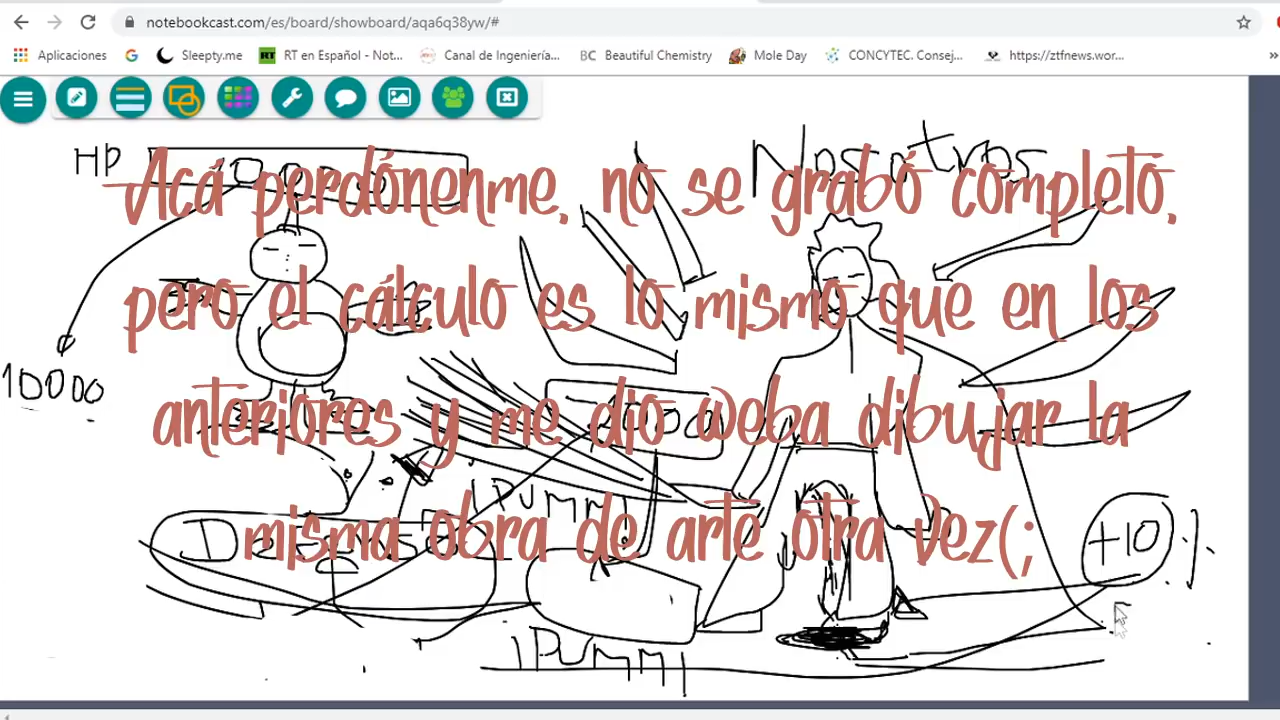 notebookcast.com/es/board/showboard/aqa6q38yw/#
Aplicaciones
Sleepty.me
RT
RT en Español - Not...
Canal de Ingeniería...
BC
Beautiful Chemistry
Mole Day
CONCYTEC. Consej...
https://ztfnews.wor...
»
HP
Nosotros
Acá perdónenme, no se grabó completo,
pero el cálculo es lo mismo que en los
anteriores y me dio weba dibujar la
misma obra de arte otra vez(;
10000
¡PUMM!
+10 %
¡PUMM!